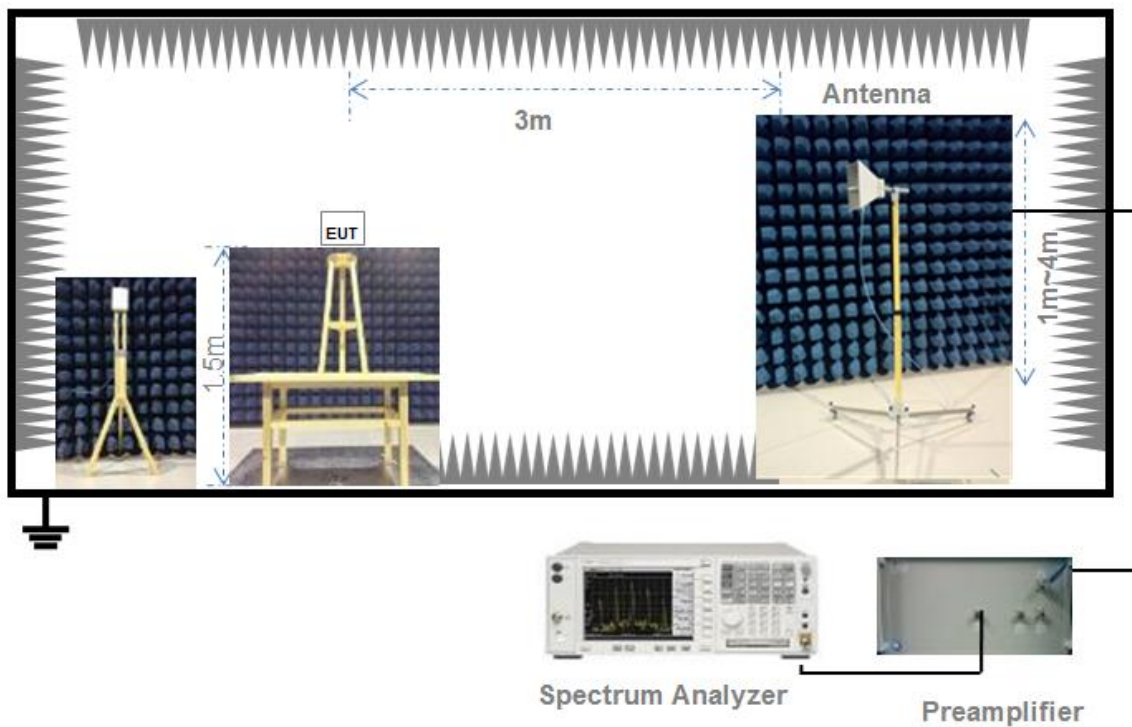 Antenna
3m
EUT
1.5m
1m~4m
Spectrum Analyzer
Preamplifier